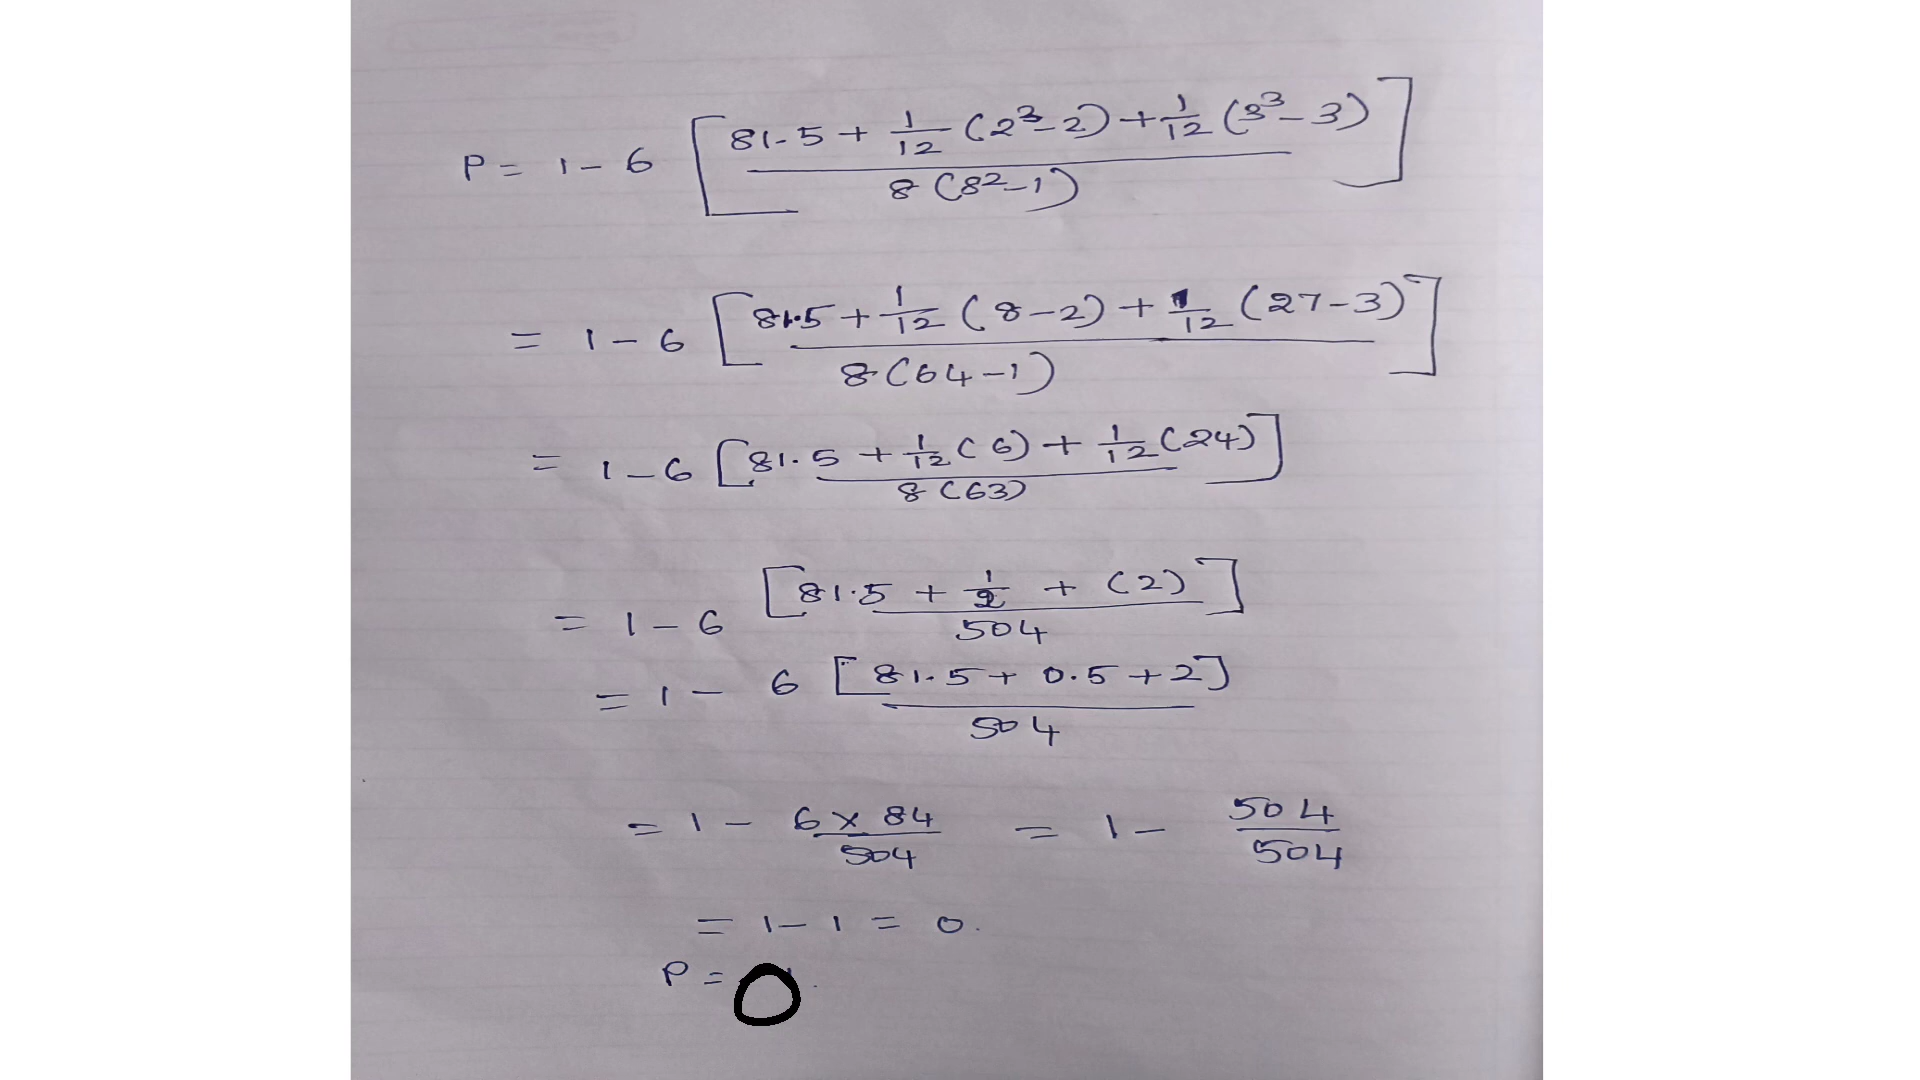 P = 1 - 6 [ (81.5 + 1/12 (2³ - 2) + 1/12 (3³ - 3)) / 8 (8² - 1) ]
= 1 - 6 [ (81.5 + 1/12 (8 - 2) + 1/12 (27 - 3)) / 8 (64 - 1) ]
= 1 - 6 [ (81.5 + 1/12 (6) + 1/12 (24)) / 8 (63) ]
= 1 - 6 [81.5 + 1/2 + (2)] / 504
= 1 - 6 [81.5 + 0.5 + 2] / 504
= 1 - 6 × 84 / 504 = 1 - 504 / 504
= 1 - 1 = 0.
P = 0